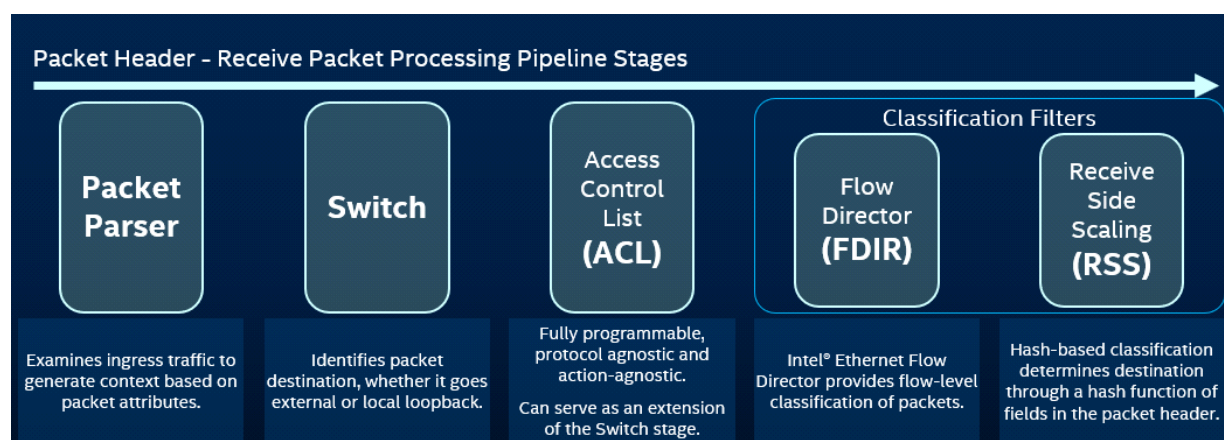 Packet Header - Receive Packet Processing Pipeline Stages
Classification Filters
Packet
Parser
Switch
Access
Control
List
(ACL)
Flow
Director
(FDIR)
Receive
Side
Scaling
(RSS)
Examines ingress traffic to
generate context based on
packet attributes.
Identifies packet
destination, whether it goes
external or local loopback.
Fully programmable,
protocol agnostic and
action-agnostic.
Can serve as an extension
of the Switch stage.
Intel® Ethernet Flow
Director provides flow-level
classification of packets.
Hash-based classification
determines destination
through a hash function of
fields in the packet header.